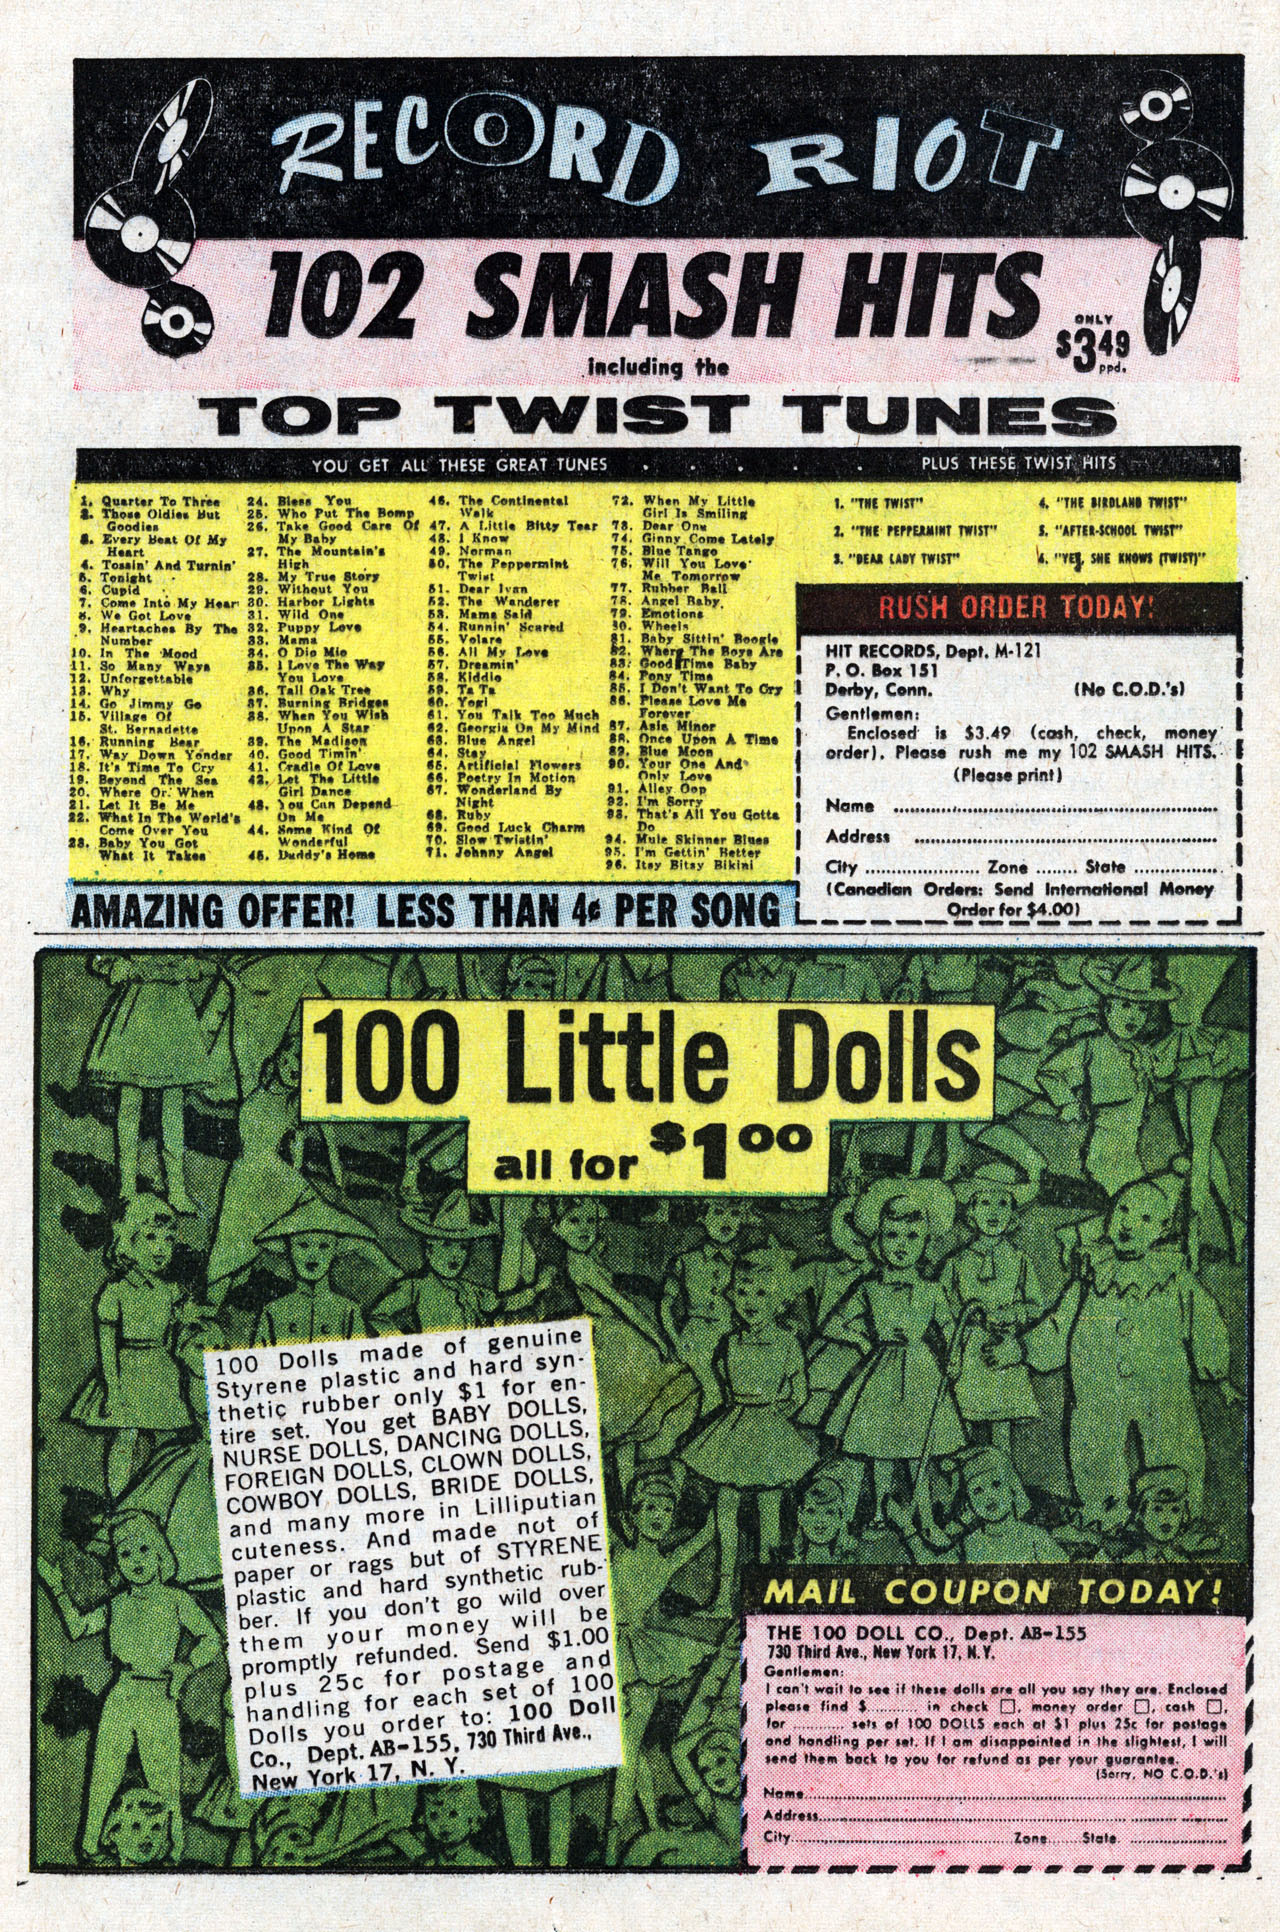 RECORD RIOT
102 SMASH HITS
ONLY
$3.49
ppd.
including the
TOP TWIST TUNES
YOU GET ALL THESE GREAT TUNES . . . . . PLUS THESE TWIST HITS
1. Quarter To Three
2. Those Oldies But
Goodies
3. Every Beat Of My
Heart
4. Tossin' And Turnin'
5. Tonight
6. Cupid
7. Come Into My Hear
8. We Got Love
9. Heartaches By The
Number
10. In The Mood
11. So Many Ways
12. Unforgettable
13. Why
14. Go Jimmy Go
15. Village Of
St. Bernadette
16. Running Bear
17. Way Down Yonder
18. It's Time To Cry
19. Beyond The Sea
20. Where Or When
21. Let It Be Me
22. What In The World's
Come Over You
23. Baby You Got
What It Takes
24. Bless You
25. Who Put The Bomp
26. Take Good Care Of
My Baby
27. The Mountain's
High
28. My True Story
29. Without You
30. Harbor Lights
31. Wild One
32. Puppy Love
33. Mama
34. O Dio Mio
35. I Love The Way
You Love
36. Tall Oak Tree
37. Burning Bridges
38. When You Wish
Upon A Star
39. The Madison
40. Good Timin'
41. Cradle Of Love
42. Let The Little
Girl Dance
43. You Can Depend
On Me
44. Some Kind Of
Wonderful
45. Daddy's Home
46. The Continental
Walk
47. A Little Bitty Tear
48. I Know
49. Norman
50. The Peppermint
Twist
51. Dear Ivan
52. The Wanderer
53. Mama Said
54. Runnin' Scared
55. Volare
56. All My Love
57. Dreamin'
58. Kiddio
59. Ta Ta
60. Yogi
61. You Talk Too Much
62. Georgia On My Mind
63. Blue Angel
64. Stay
65. Artificial Flowers
66. Poetry In Motion
67. Wonderland By
Night
68. Ruby
69. Good Luck Charm
70. Slow Twistin'
71. Johnny Angel
72. When My Little
Girl Is Smiling
73. Dear One
74. Ginny Come Lately
75. Blue Tango
76. Will You Love
Me Tomorrow
77. Rubber Ball
78. Angel Baby
79. Emotions
80. Wheels
81. Baby Sittin' Boogie
82. Where The Boys Are
83. Good Time Baby
84. Pony Time
85. I Don't Want To Cry
86. Please Love Me
Forever
87. Asia Minor
88. Once Upon A Time
89. Blue Moon
90. Your One And
Only Love
91. Alley Oop
92. I'm Sorry
93. That's All You Gotta
Do
94. Mule Skinner Blues
95. I'm Gettin' Better
96. Itsy Bitsy Bikini
1. "THE TWIST"
2. "THE PEPPERMINT TWIST"
3. "DEAR LADY TWIST"
4. "THE BIRDLAND TWIST"
5. "AFTER-SCHOOL TWIST"
6. "YES, SHE KNOWS (TWIST)"
RUSH ORDER TODAY!
HIT RECORDS, Dept. M-121
P. O. Box 151
Derby, Conn. (No C.O.D.'s)
Gentlemen:
Enclosed is $3.49 (cash, check, money
order). Please rush me my 102 SMASH HITS.
(Please print)
Name
Address
City Zone State
(Canadian Orders: Send International Money
Order for $4.00)
AMAZING OFFER! LESS THAN 4¢ PER SONG
100 Little Dolls
all for $1.00
100 Dolls made of genuine
Styrene plastic and hard syn-
thetic rubber only $1 for en-
tire set. You get BABY DOLLS,
NURSE DOLLS, DANCING DOLLS,
FOREIGN DOLLS, CLOWN DOLLS,
COWBOY DOLLS, BRIDE DOLLS,
and many more in Lilliputian
cuteness. And made not of
paper or rags but of STYRENE
plastic and hard synthetic rub-
ber. If you don't go wild over
them your money will be
promptly refunded. Send $1.00
plus 25c for postage and
handling for each set of 100
Dolls you order to: 100 Doll
Co., Dept. AB-155, 730 Third Ave.,
New York 17, N. Y.
MAIL COUPON TODAY!
THE 100 DOLL CO., Dept. AB-155
730 Third Ave., New York 17, N. Y.
Gentlemen:
I can't wait to see if these dolls are all you say they are. Enclosed
please find $.......... in check □, money order □, cash □,
for .......... sets of 100 DOLLS each at $1 plus 25c for postage
and handling per set. If I am disappointed in the slightest, I will
send them back to you for refund as per your guarantee.
(Sorry, NO C.O.D.'s)
Name
Address
City Zone State